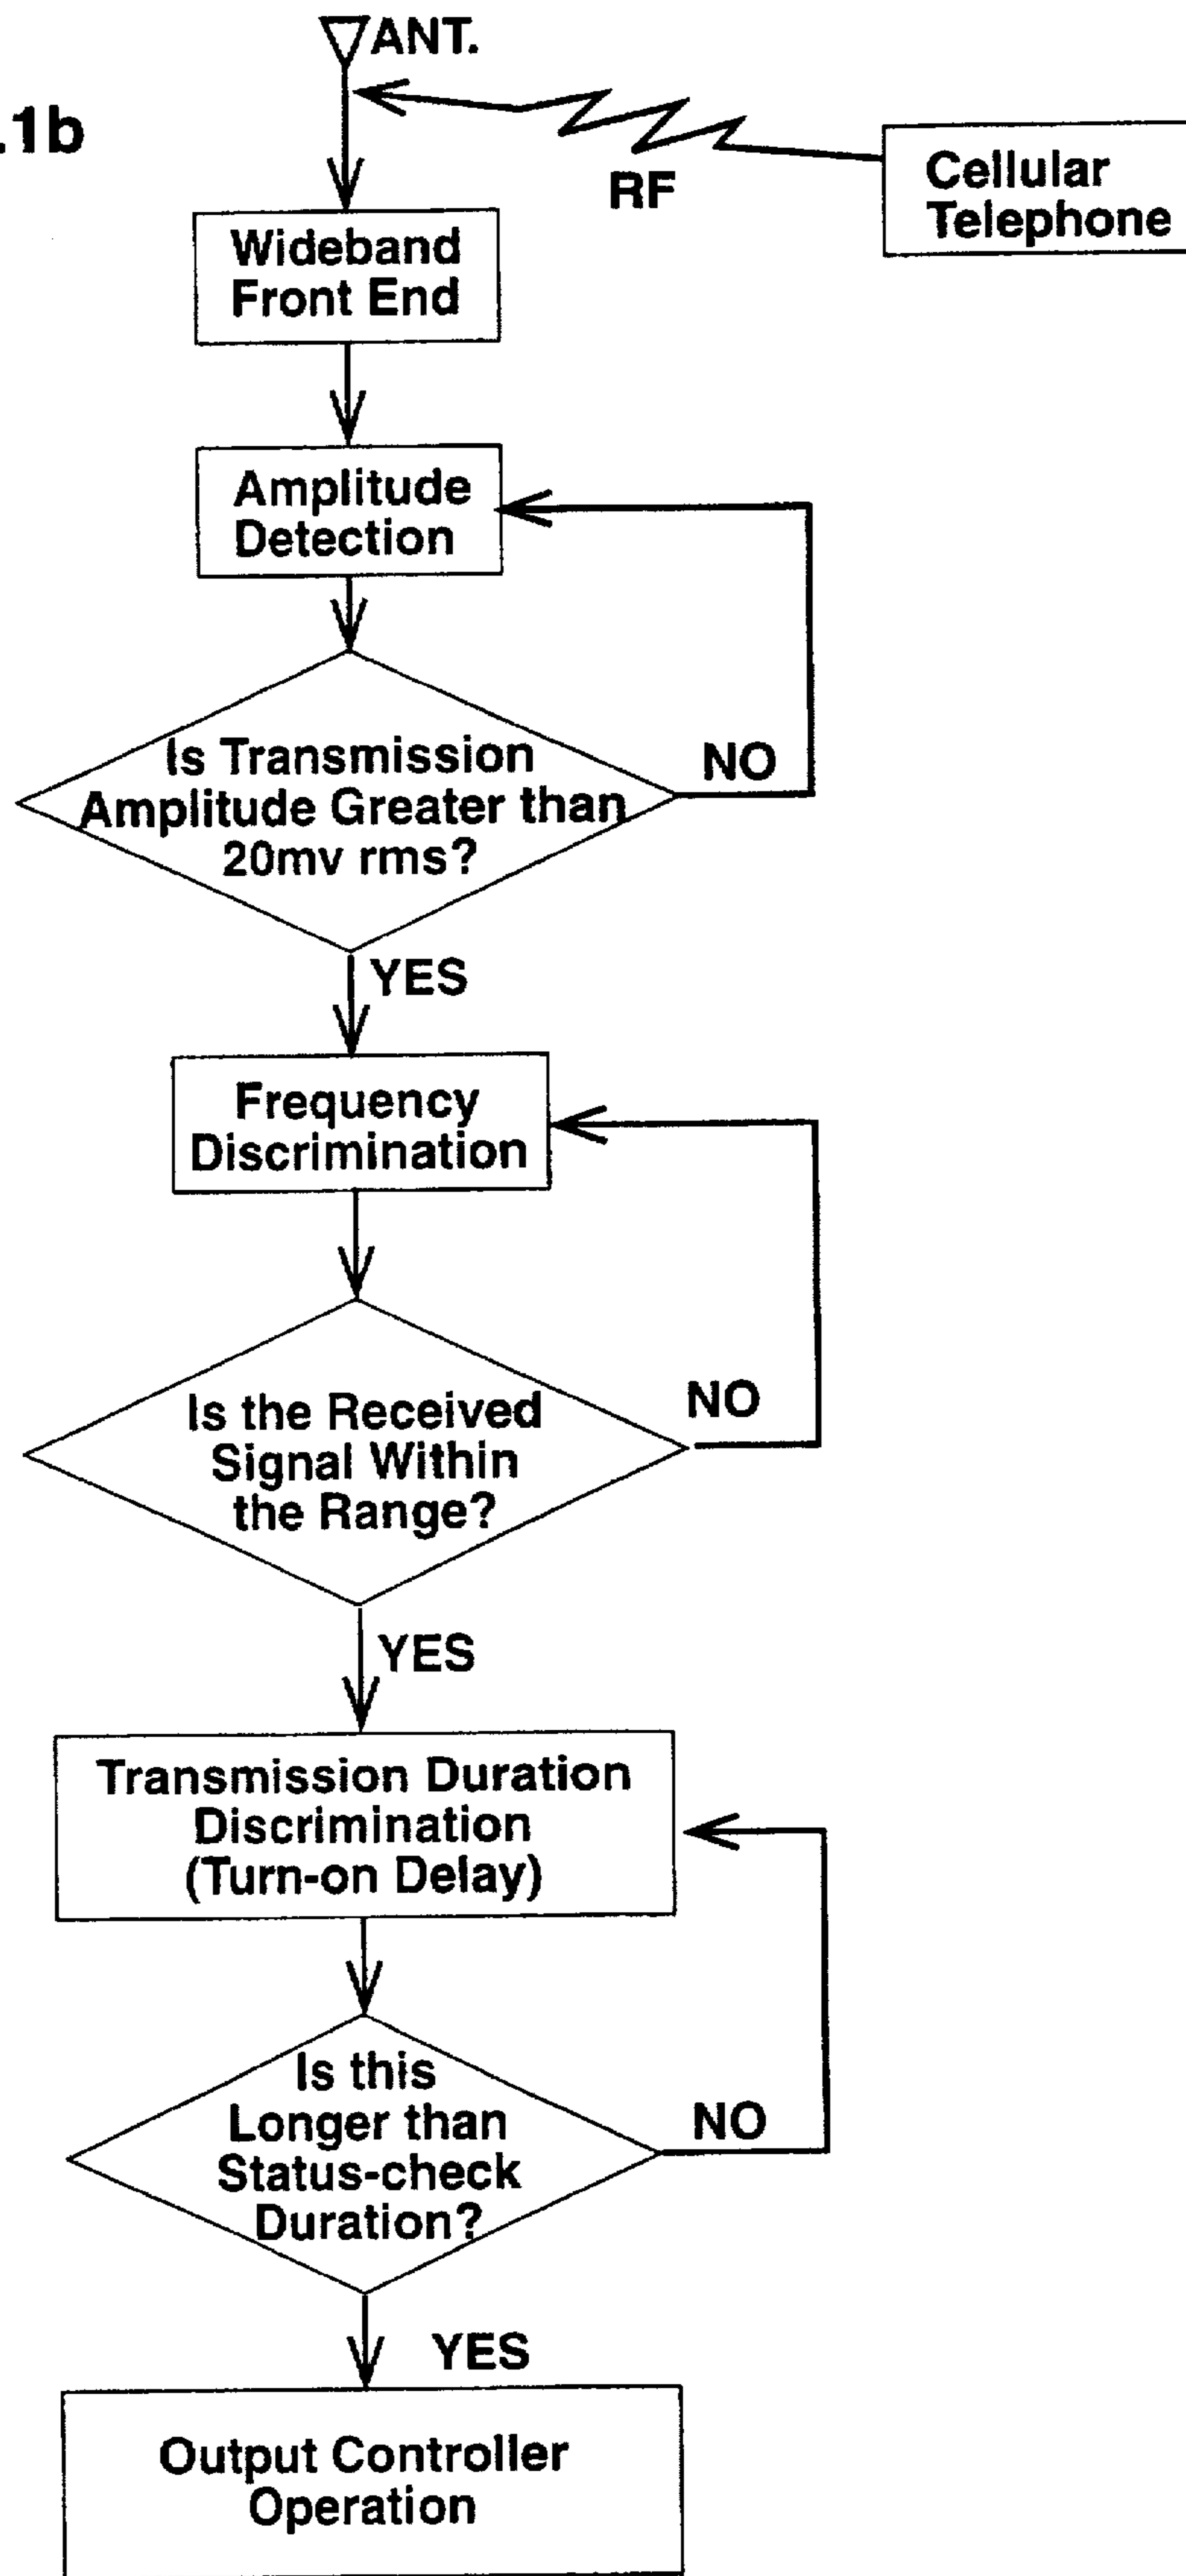 ANT.
.1b
RF
Cellular
Telephone
Wideband
Front End
Amplitude
Detection
Is Transmission
Amplitude Greater than
20mv rms?
NO
YES
Frequency
Discrimination
Is the Received
Signal Within
the Range?
NO
YES
Transmission Duration
Discrimination
(Turn-on Delay)
Is this
Longer than
Status-check
Duration?
NO
YES
Output Controller
Operation